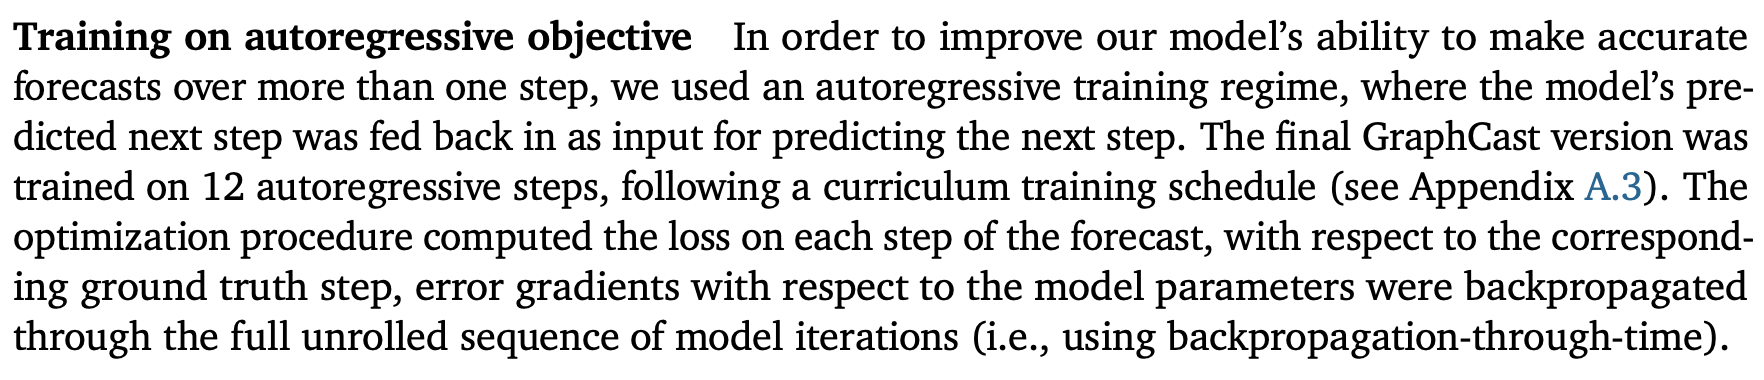 Training on autoregressive objective In order to improve our model's ability to make accurate
forecasts over more than one step, we used an autoregressive training regime, where the model's pre-
dicted next step was fed back in as input for predicting the next step. The final GraphCast version was
trained on 12 autoregressive steps, following a curriculum training schedule (see Appendix A.3). The
optimization procedure computed the loss on each step of the forecast, with respect to the correspond-
ing ground truth step, error gradients with respect to the model parameters were backpropagated
through the full unrolled sequence of model iterations (i.e., using backpropagation-through-time).